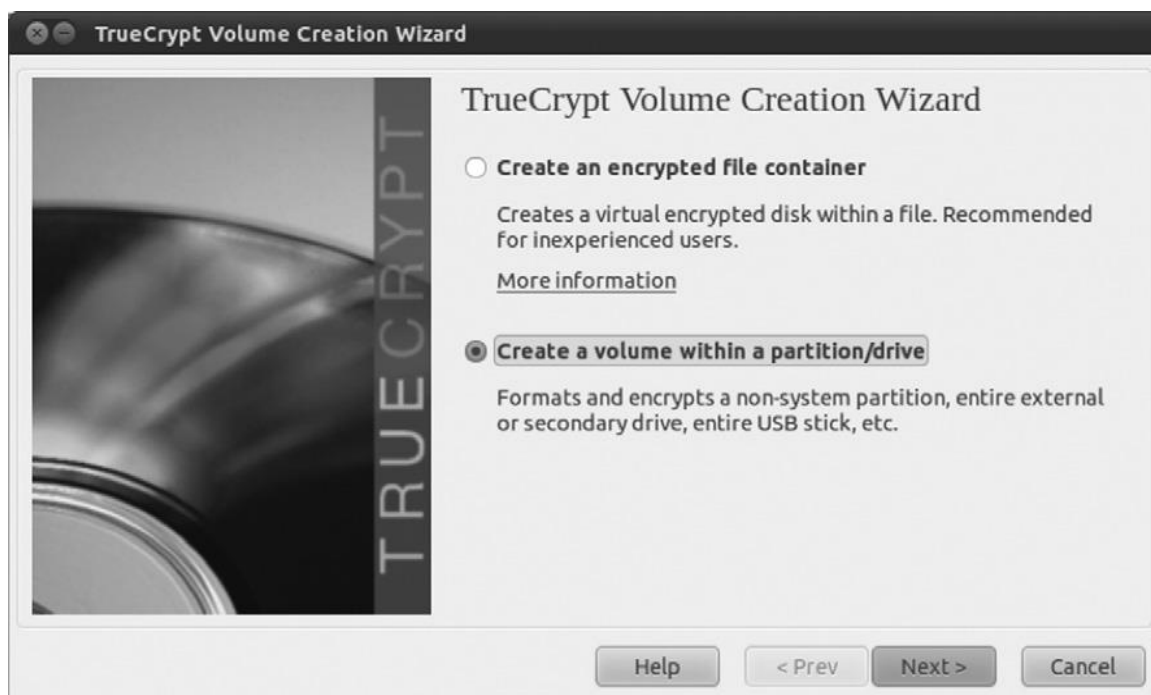 TrueCrypt Volume Creation Wizard
TRUECRYPT
TrueCrypt Volume Creation Wizard
Create an encrypted file container
Creates a virtual encrypted disk within a file. Recommended
for inexperienced users.
More information
Create a volume within a partition/drive
Formats and encrypts a non-system partition, entire external
or secondary drive, entire USB stick, etc.
Help
< Prev
Next >
Cancel